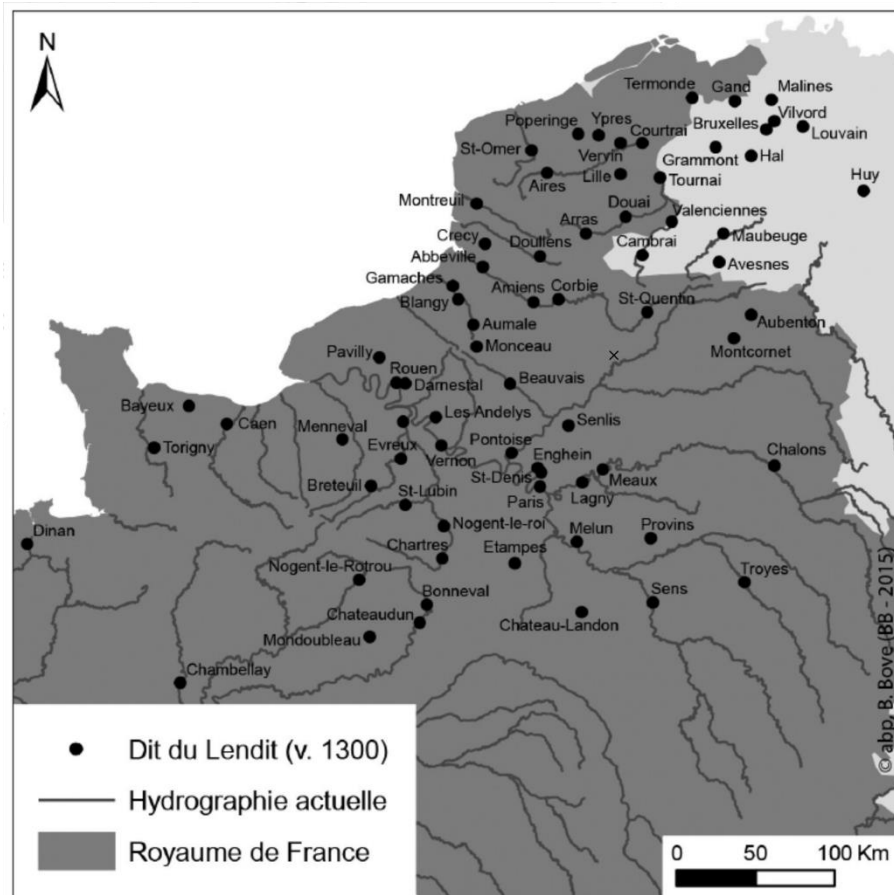 N
Termonde
Gand
Malines
Poperinge
Ypres
Courtrai
Bruxelles
Vilvord
Louvain
St-Omer
Vervin
Grammont
Hal
Aires
Lille
Tournai
Huy
Montreuil
Douai
Valenciennes
Arras
Crecy
Doullens
Cambrai
Maubeuge
Abbeville
Avesnes
Gamaches
Amiens
Corbie
Blangy
St-Quentin
Aumale
Aubenton
Monceau
Montcornet
Pavilly
Rouen
Darnestal
Beauvais
Bayeux
Caen
Menneval
Les Andelys
Senlis
Torigny
Evreux
Pontoise
Vernon
Enghein
Chalons
Breteuil
St-Denis
Meaux
St-Lubin
Paris
Lagny
Dinan
Nogent-le-roi
Melun
Provins
Chartres
Etampes
Nogent-le-Rotrou
Troyes
Bonneval
Sens
Chateaudun
Chateau-Landon
Mondoubleau
Chambellay
© abp, B. Bove (BB - 2015)
Dit du Lendit (v. 1300)
Hydrographie actuelle
Royaume de France
0 50 100 Km